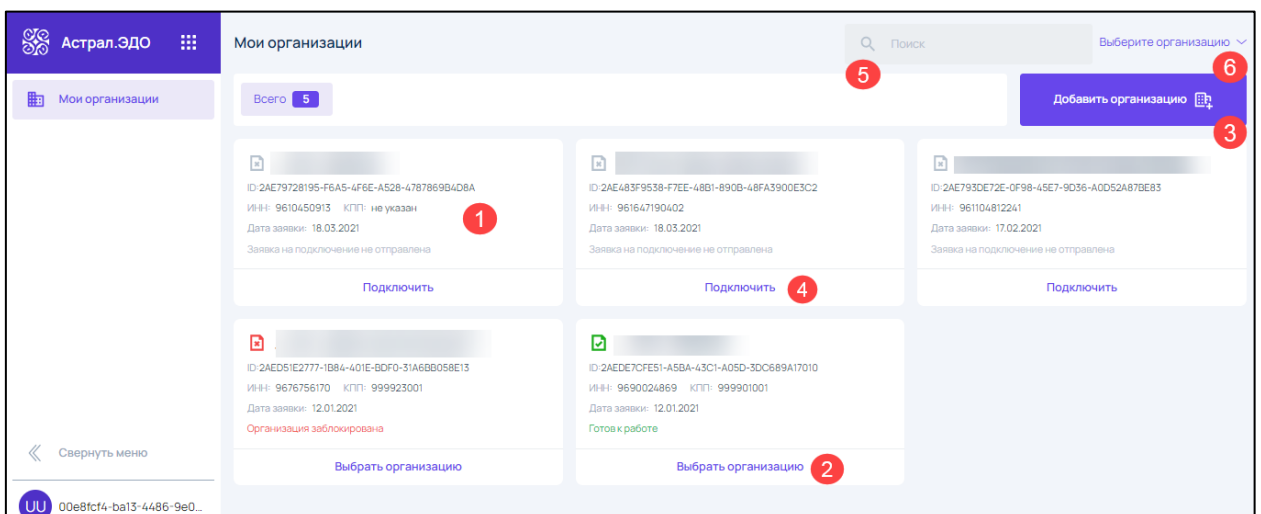 Астрал.ЭДО
Мои организации
Поиск
Выберите организацию
5
6
Мои организации
Всего 5
Добавить организацию
3
ID:2AE79728195-F6A5-4F6E-A528-4787869B4D8A
ИНН: 9610450913 КПП: не указан
1
Дата заявки: 18.03.2021
Заявка на подключение не отправлена
Подключить
ID:2AE483F9538-F7EE-48B1-890B-48FA3900E3C2
ИНН: 961647190402
Дата заявки: 18.03.2021
Заявка на подключение не отправлена
Подключить
4
ID:2AE793DE72E-0F98-45E7-9D36-A0D52A87BE83
ИНН: 961104812241
Дата заявки: 17.02.2021
Заявка на подключение не отправлена
Подключить
ID:2AED51E2777-1B84-401E-BDF0-31A6BB058E13
ИНН: 9676756170 КПП: 999923001
Дата заявки: 12.01.2021
Организация заблокирована
Выбрать организацию
ID:2AEDE7CFE51-A5BA-43C1-A05D-3DC689A17010
ИНН: 9690024869 КПП: 999901001
Дата заявки: 12.01.2021
Готов к работе
Выбрать организацию
2
Свернуть меню
UU
00e8fcf4-ba13-4486-9e0...